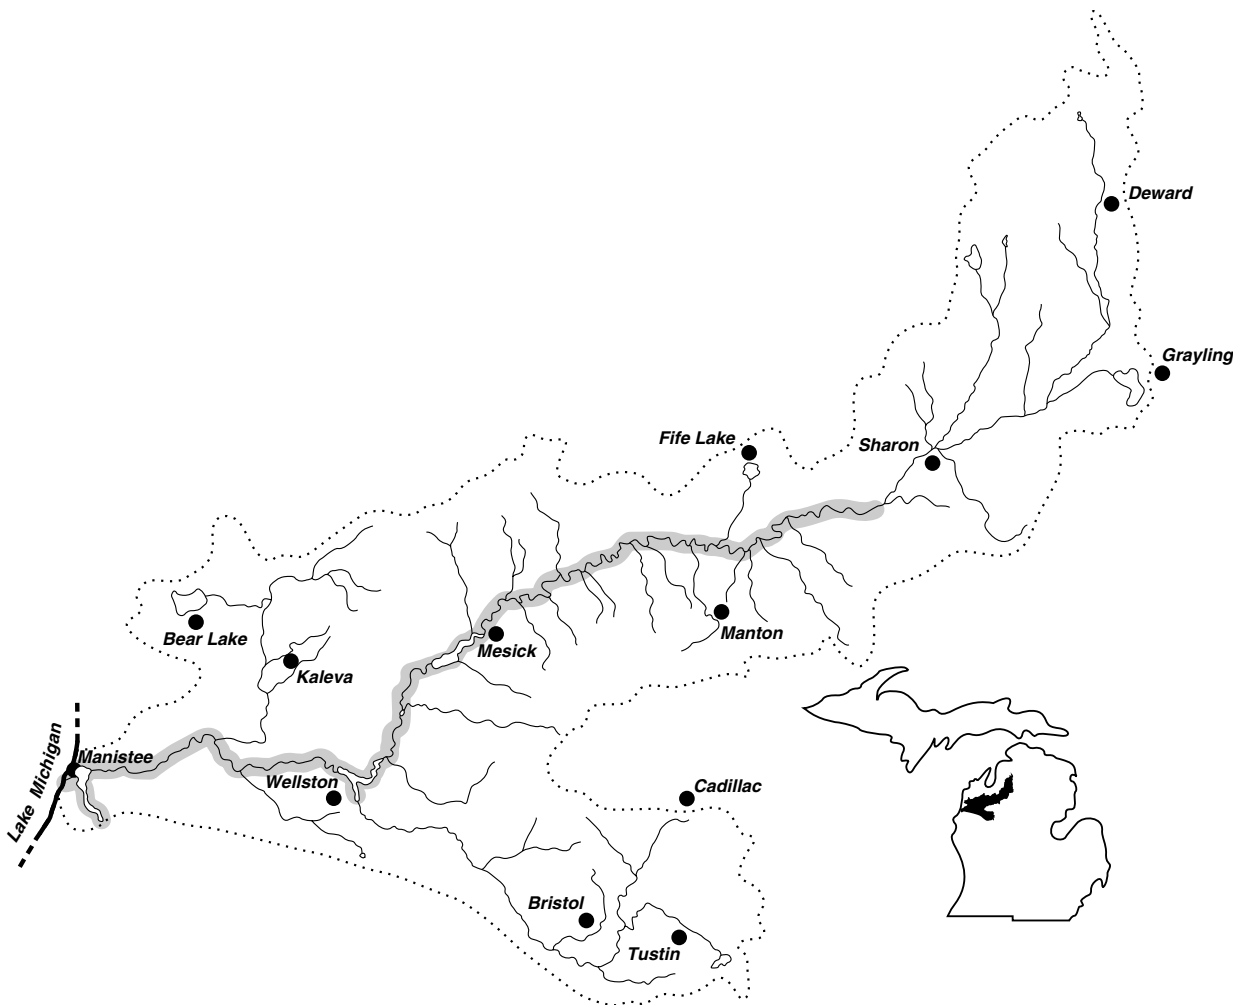 Deward
Grayling
Fife Lake
Sharon
Bear Lake
Manton
Mesick
Kaleva
Lake Michigan
Manistee
Wellston
Cadillac
Bristol
Tustin